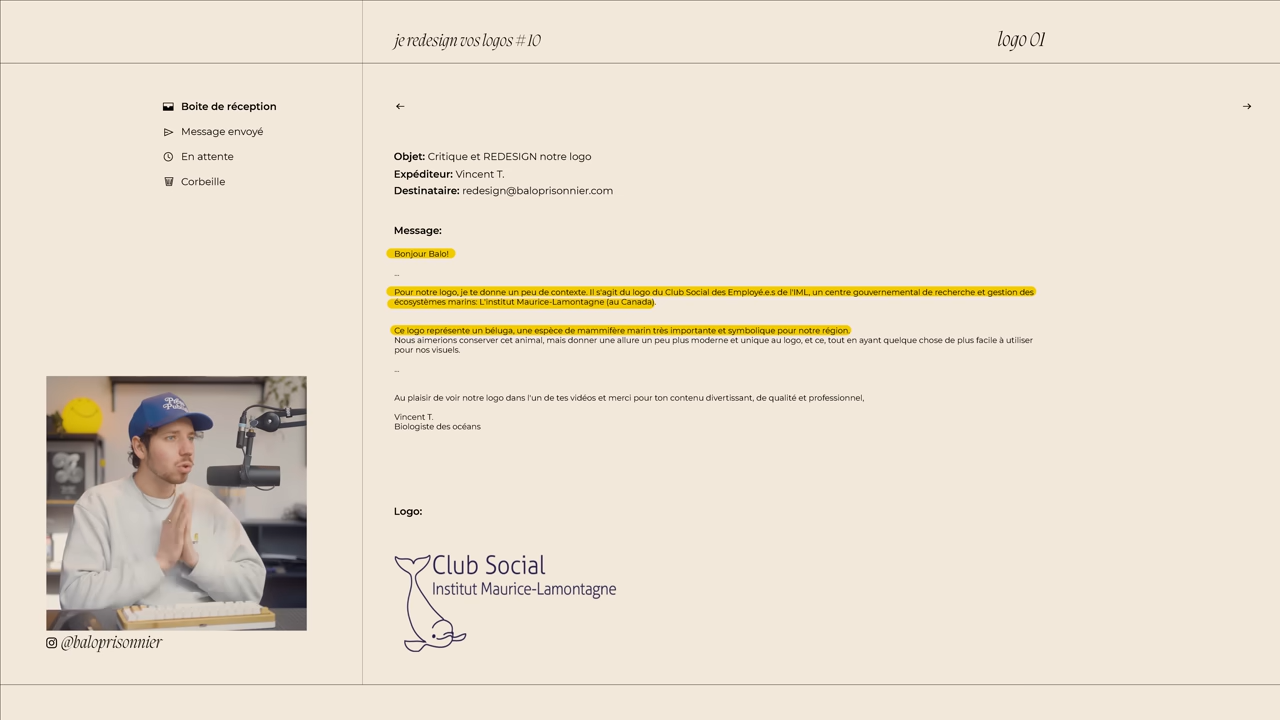 je redesign vos logos #10
logo 01
Boite de réception
Message envoyé
En attente
Corbeille
Objet: Critique et REDESIGN notre logo
Expéditeur: Vincent T.
Destinataire: redesign@baloprisonnier.com
Message:
Bonjour Balo!
...
Pour notre logo, je te donne un peu de contexte. Il s'agit du logo du Club Social des Employé.e.s de l'IML, un centre gouvernemental de recherche et gestion des
écosystèmes marins: L'institut Maurice-Lamontagne (au Canada).
Ce logo représente un béluga, une espèce de mammifère marin très importante et symbolique pour notre région
Nous aimerions conserver cet animal, mais donner une allure un peu plus moderne et unique au logo, et ce, tout en ayant quelque chose de plus facile à utiliser
pour nos visuels.
...
Au plaisir de voir notre logo dans l'un de tes vidéos et merci pour ton contenu divertissant, de qualité et professionnel,
Vincent T.
Biologiste des océans
Logo:
Club Social
Institut Maurice-Lamontagne
@baloprisonnier